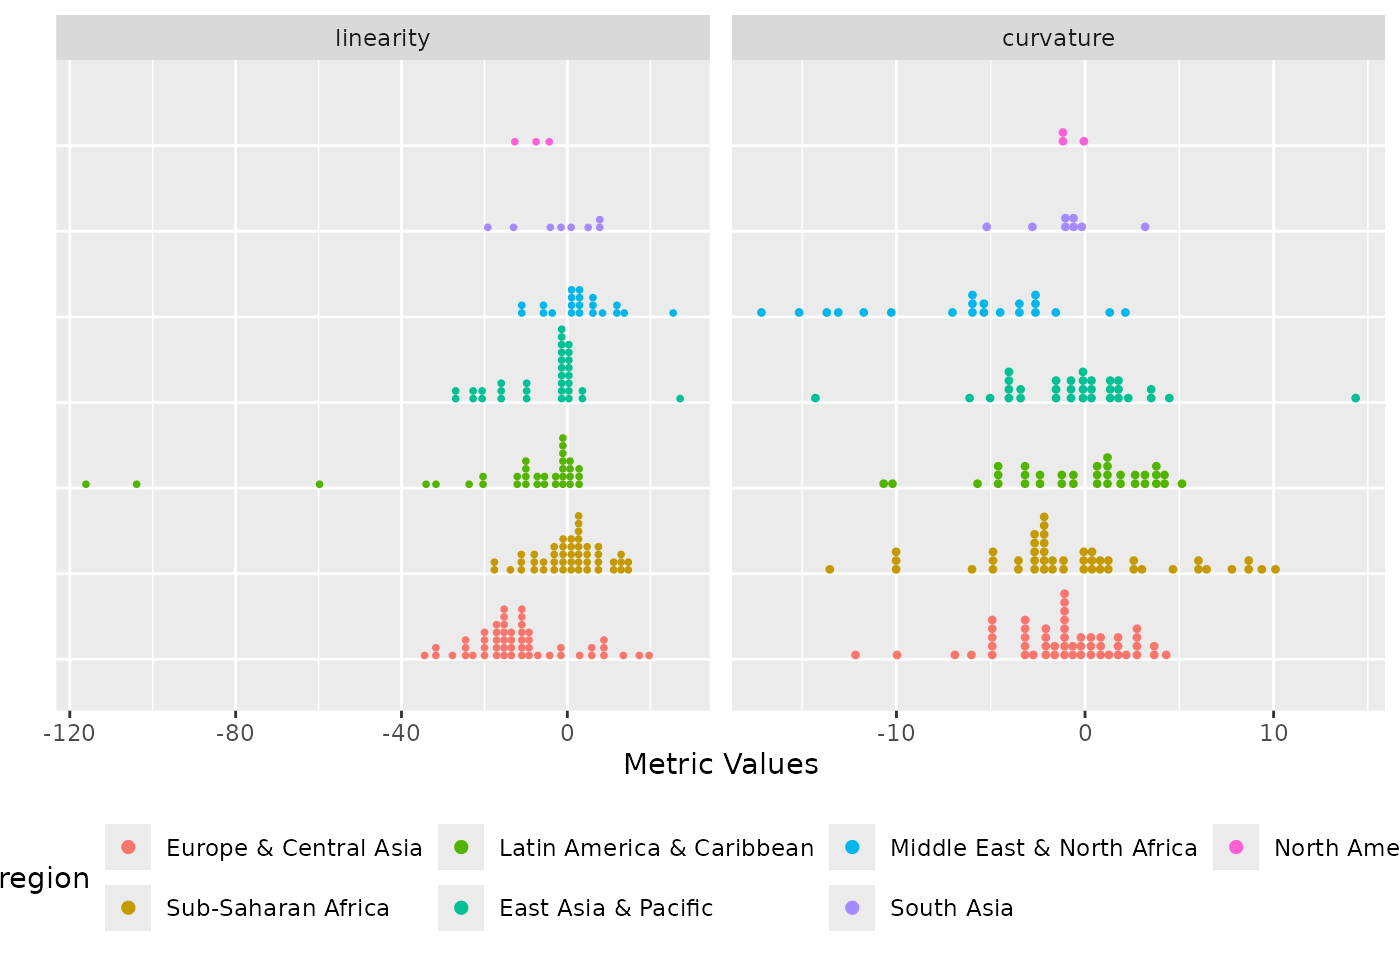 linearity curvature
-120 -80 -40 0 -10 0 10
Metric Values
region
Europe & Central Asia Latin America & Caribbean Middle East & North Africa North Ame
Sub-Saharan Africa East Asia & Pacific South Asia